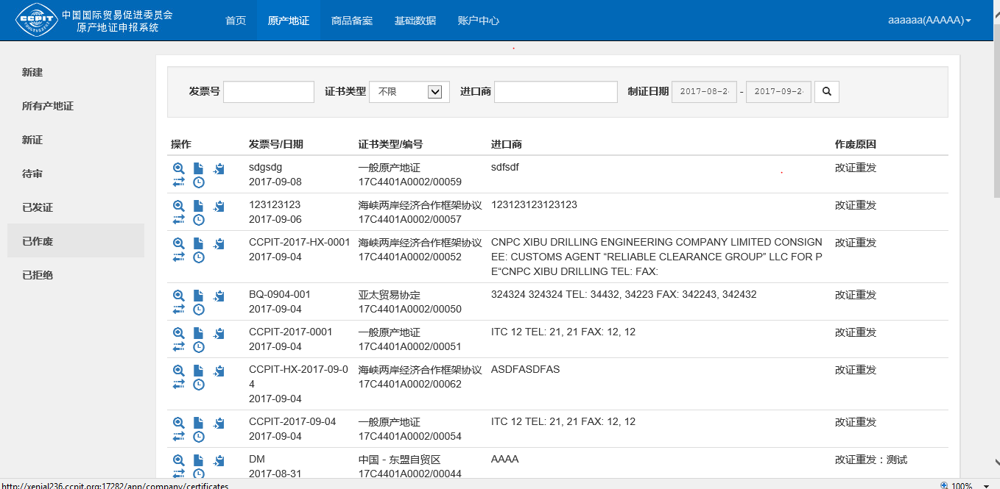 CCPIT
中国国际贸易促进委员会
原产地证申报系统
首页 原产地证 商品备案 基础数据 账户中心 aaaaaa(AAAAA)
新建
所有产地证
新证
待审
已发证
已作废
已拒绝
发票号 证书类型 不限 进口商 制证日期 2017-08-2 - 2017-09-2
操作 发票号/日期 证书类型/编号 进口商 作废原因
sdgsdg 一般原产地证 sdfsdf 改证重发
2017-09-08 17C4401A0002/00059
123123123 海峡两岸经济合作框架协议 123123123123123 改证重发
2017-09-06 17C4401A0002/00057
CCPIT-2017-HX-0001 海峡两岸经济合作框架协议 CNPC XIBU DRILLING ENGINEERING COMPANY LIMITED CONSIGN 改证重发
2017-09-04 17C4401A0002/00052 EE: CUSTOMS AGENT “RELIABLE CLEARANCE GROUP” LLC FOR P
E“CNPC XIBU DRILLING TEL: FAX:
BQ-0904-001 亚太贸易协定 324324 324324 TEL: 34432, 34223 FAX: 342243, 342432 改证重发
2017-09-04 17C4401A0002/00050
CCPIT-2017-0001 一般原产地证 ITC 12 TEL: 21, 21 FAX: 12, 12 改证重发
2017-09-04 17C4401A0002/00051
CCPIT-HX-2017-09-0 海峡两岸经济合作框架协议 ASDFASDFAS 改证重发
4 17C4401A0002/00062
2017-09-04
CCPIT-2017-09-04 一般原产地证 ITC 12 TEL: 21, 21 FAX: 12, 12 改证重发
2017-09-04 17C4401A0002/00054
DM 中国－东盟自贸区 AAAA 改证重发：测试
2017-08-31 17C4401A0002/00044
http://xenial236.ccpit.org:17282/app/company/certificates 100%